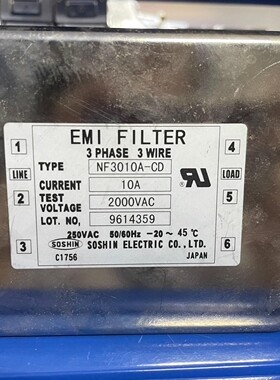 EMI FILTER
3 PHASE 3 WIRE
1
4
TYPE NF3010A-CD
LINE
LOAD
CURRENT 10A
2
5
TEST VOLTAGE 2000VAC
LOT. NO. 9614359
3
6
250VAC 50/60Hz -20~45℃
SOSHIN SOSHIN ELECTRIC CO.,LTD.
C1756 JAPAN